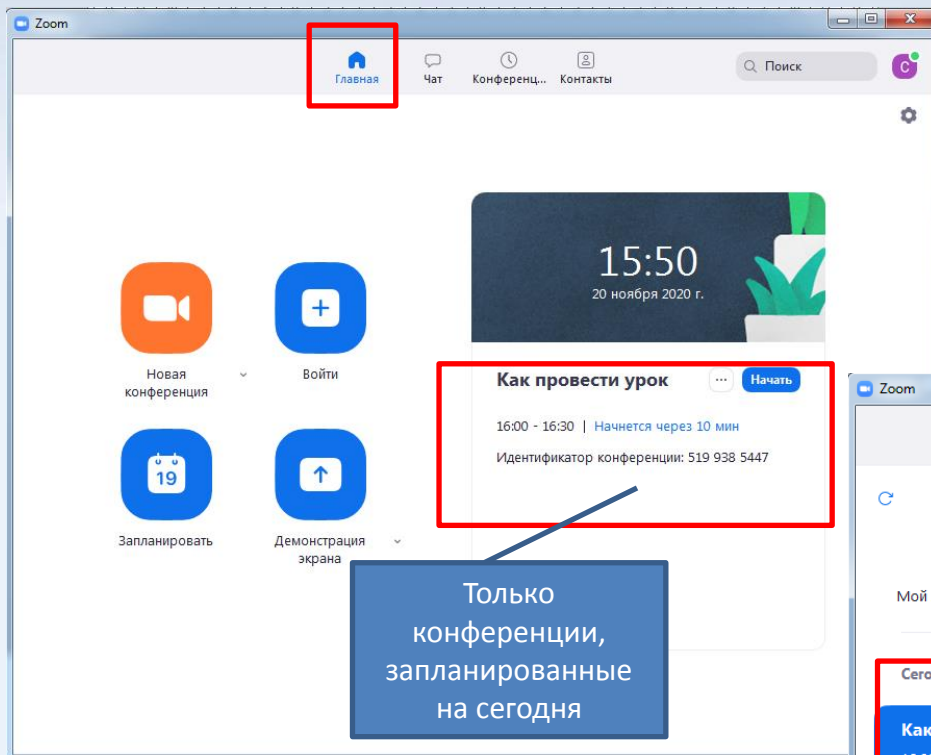 Zoom
Главная
Чат
Конференц...
Контакты
Поиск
C
15:50
20 ноября 2020 г.
Новая
конференция
Войти
Как провести урок
... Начать
16:00 - 16:30 | Начнется через 10 мин
Идентификатор конференции: 519 938 5447
19
Запланировать
Демонстрация
экрана
Только
конференции,
запланированные
на сегодня
Zoom
Мой
Сего
Как